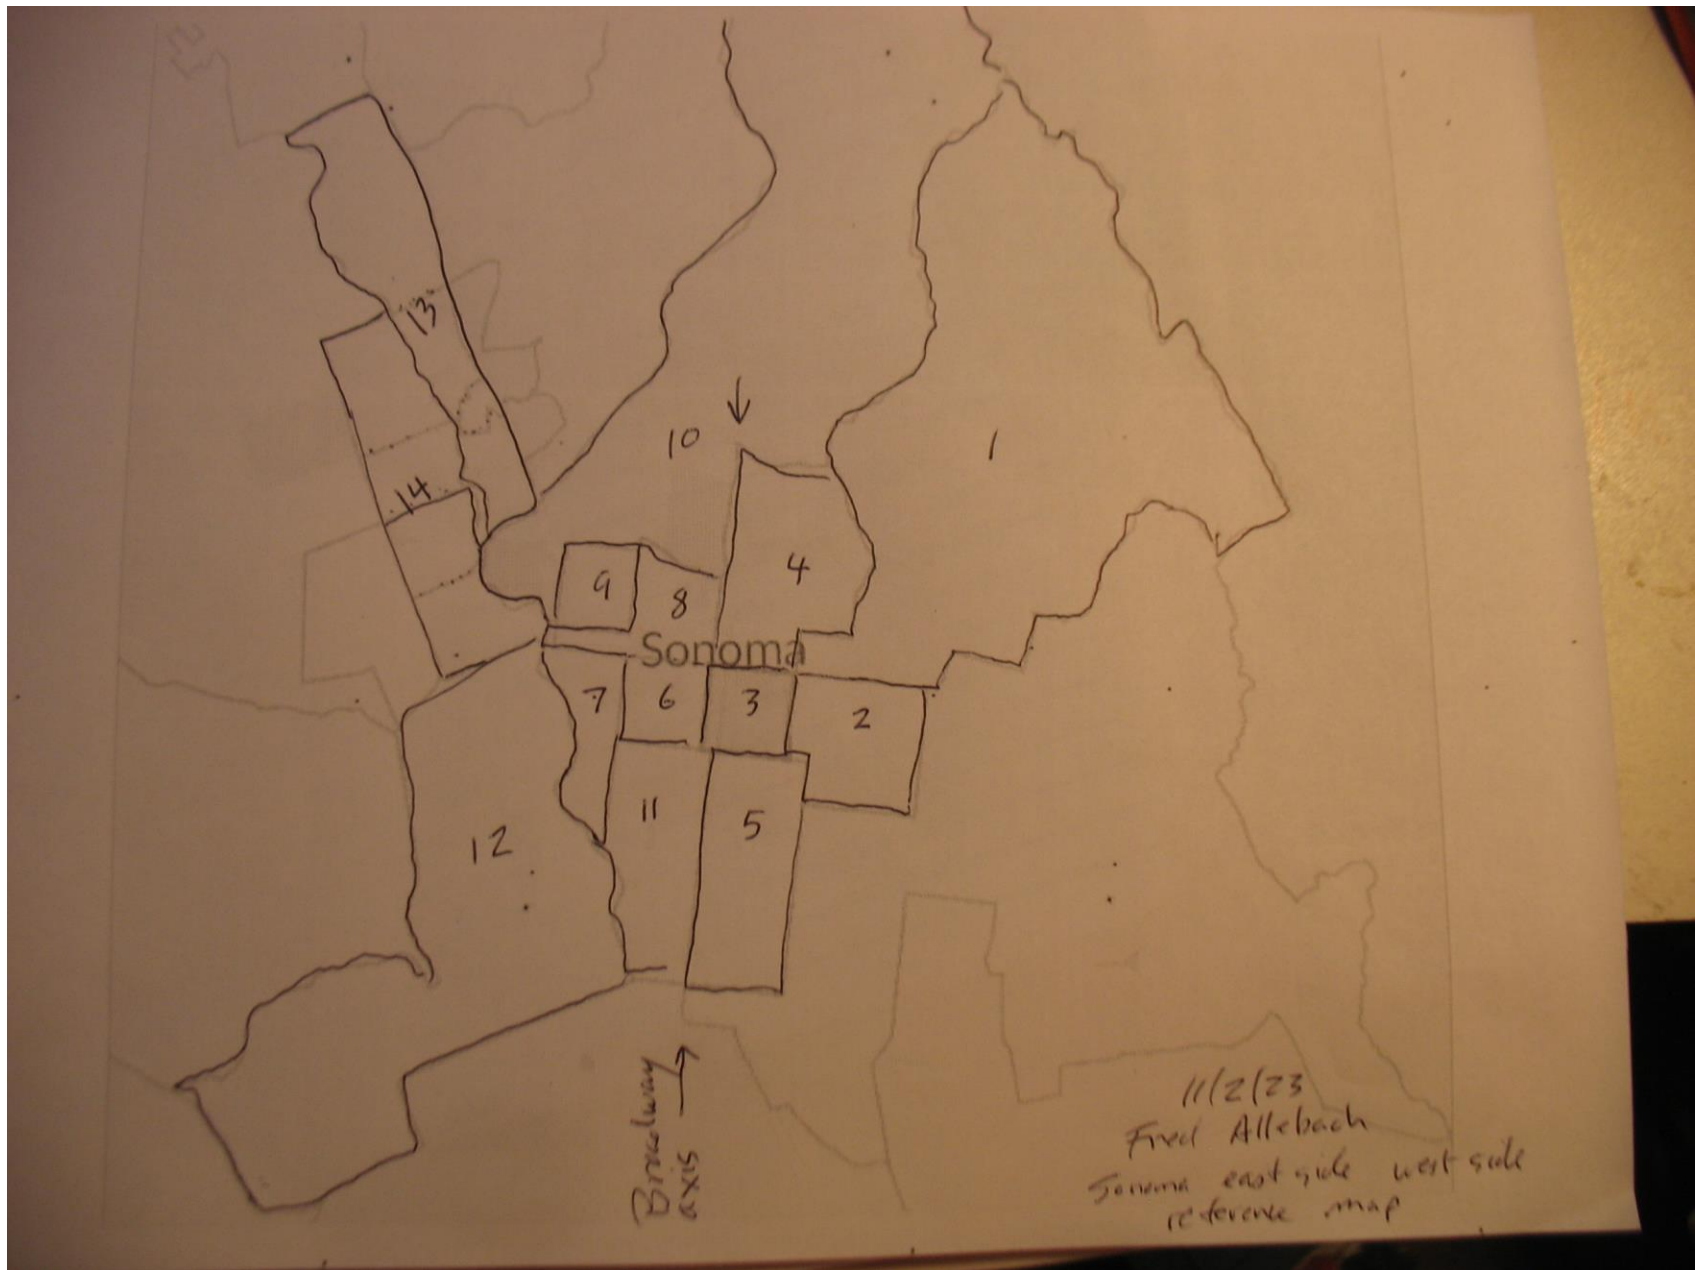 13
10
1
14
9
8
4
Sonoma
7
6
3
2
11
5
12
Broadway
axis
11/2/23
Fred Allebach
Sonoma east side west side
reference map